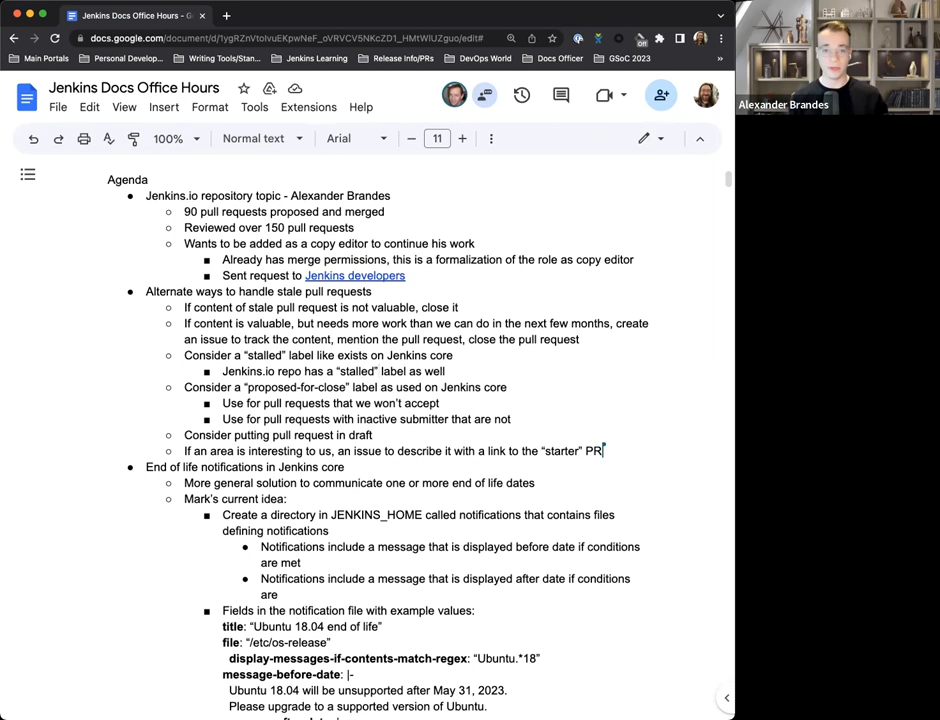 Jenkins Docs Office Hours - G
docs.google.com/document/d/1ygRZnVtoIvuEKpwNeF_oVRVCV5NKcZD1_HMtWlUZguo/edit#
Off
Main Portals
Personal Develop...
Writing Tools/Stan...
Jenkins Learning
Release Info/PRs
DevOps World
Docs Officer
GSoC 2023
»
Alexander Brandes
Jenkins Docs Office Hours
File Edit View Insert Format Tools Extensions Help
100% Normal text Arial 11
Agenda
● Jenkins.io repository topic - Alexander Brandes
○ 90 pull requests proposed and merged
○ Reviewed over 150 pull requests
○ Wants to be added as a copy editor to continue his work
■ Already has merge permissions, this is a formalization of the role as copy editor
■ Sent request to Jenkins developers
● Alternate ways to handle stale pull requests
○ If content of stale pull request is not valuable, close it
○ If content is valuable, but needs more work than we can do in the next few months, create
an issue to track the content, mention the pull request, close the pull request
○ Consider a “stalled” label like exists on Jenkins core
■ Jenkins.io repo has a “stalled” label as well
○ Consider a “proposed-for-close” label as used on Jenkins core
■ Use for pull requests that we won’t accept
■ Use for pull requests with inactive submitter that are not
○ Consider putting pull request in draft
○ If an area is interesting to us, an issue to describe it with a link to the “starter” PR
● End of life notifications in Jenkins core
○ More general solution to communicate one or more end of life dates
○ Mark’s current idea:
■ Create a directory in JENKINS_HOME called notifications that contains files
defining notifications
● Notifications include a message that is displayed before date if conditions
are met
● Notifications include a message that is displayed after date if conditions
are
■ Fields in the notification file with example values:
title: “Ubuntu 18.04 end of life”
file: “/etc/os-release”
display-messages-if-contents-match-regex: “Ubuntu.*18”
message-before-date: |-
Ubuntu 18.04 will be unsupported after May 31, 2023.
Please upgrade to a supported version of Ubuntu.